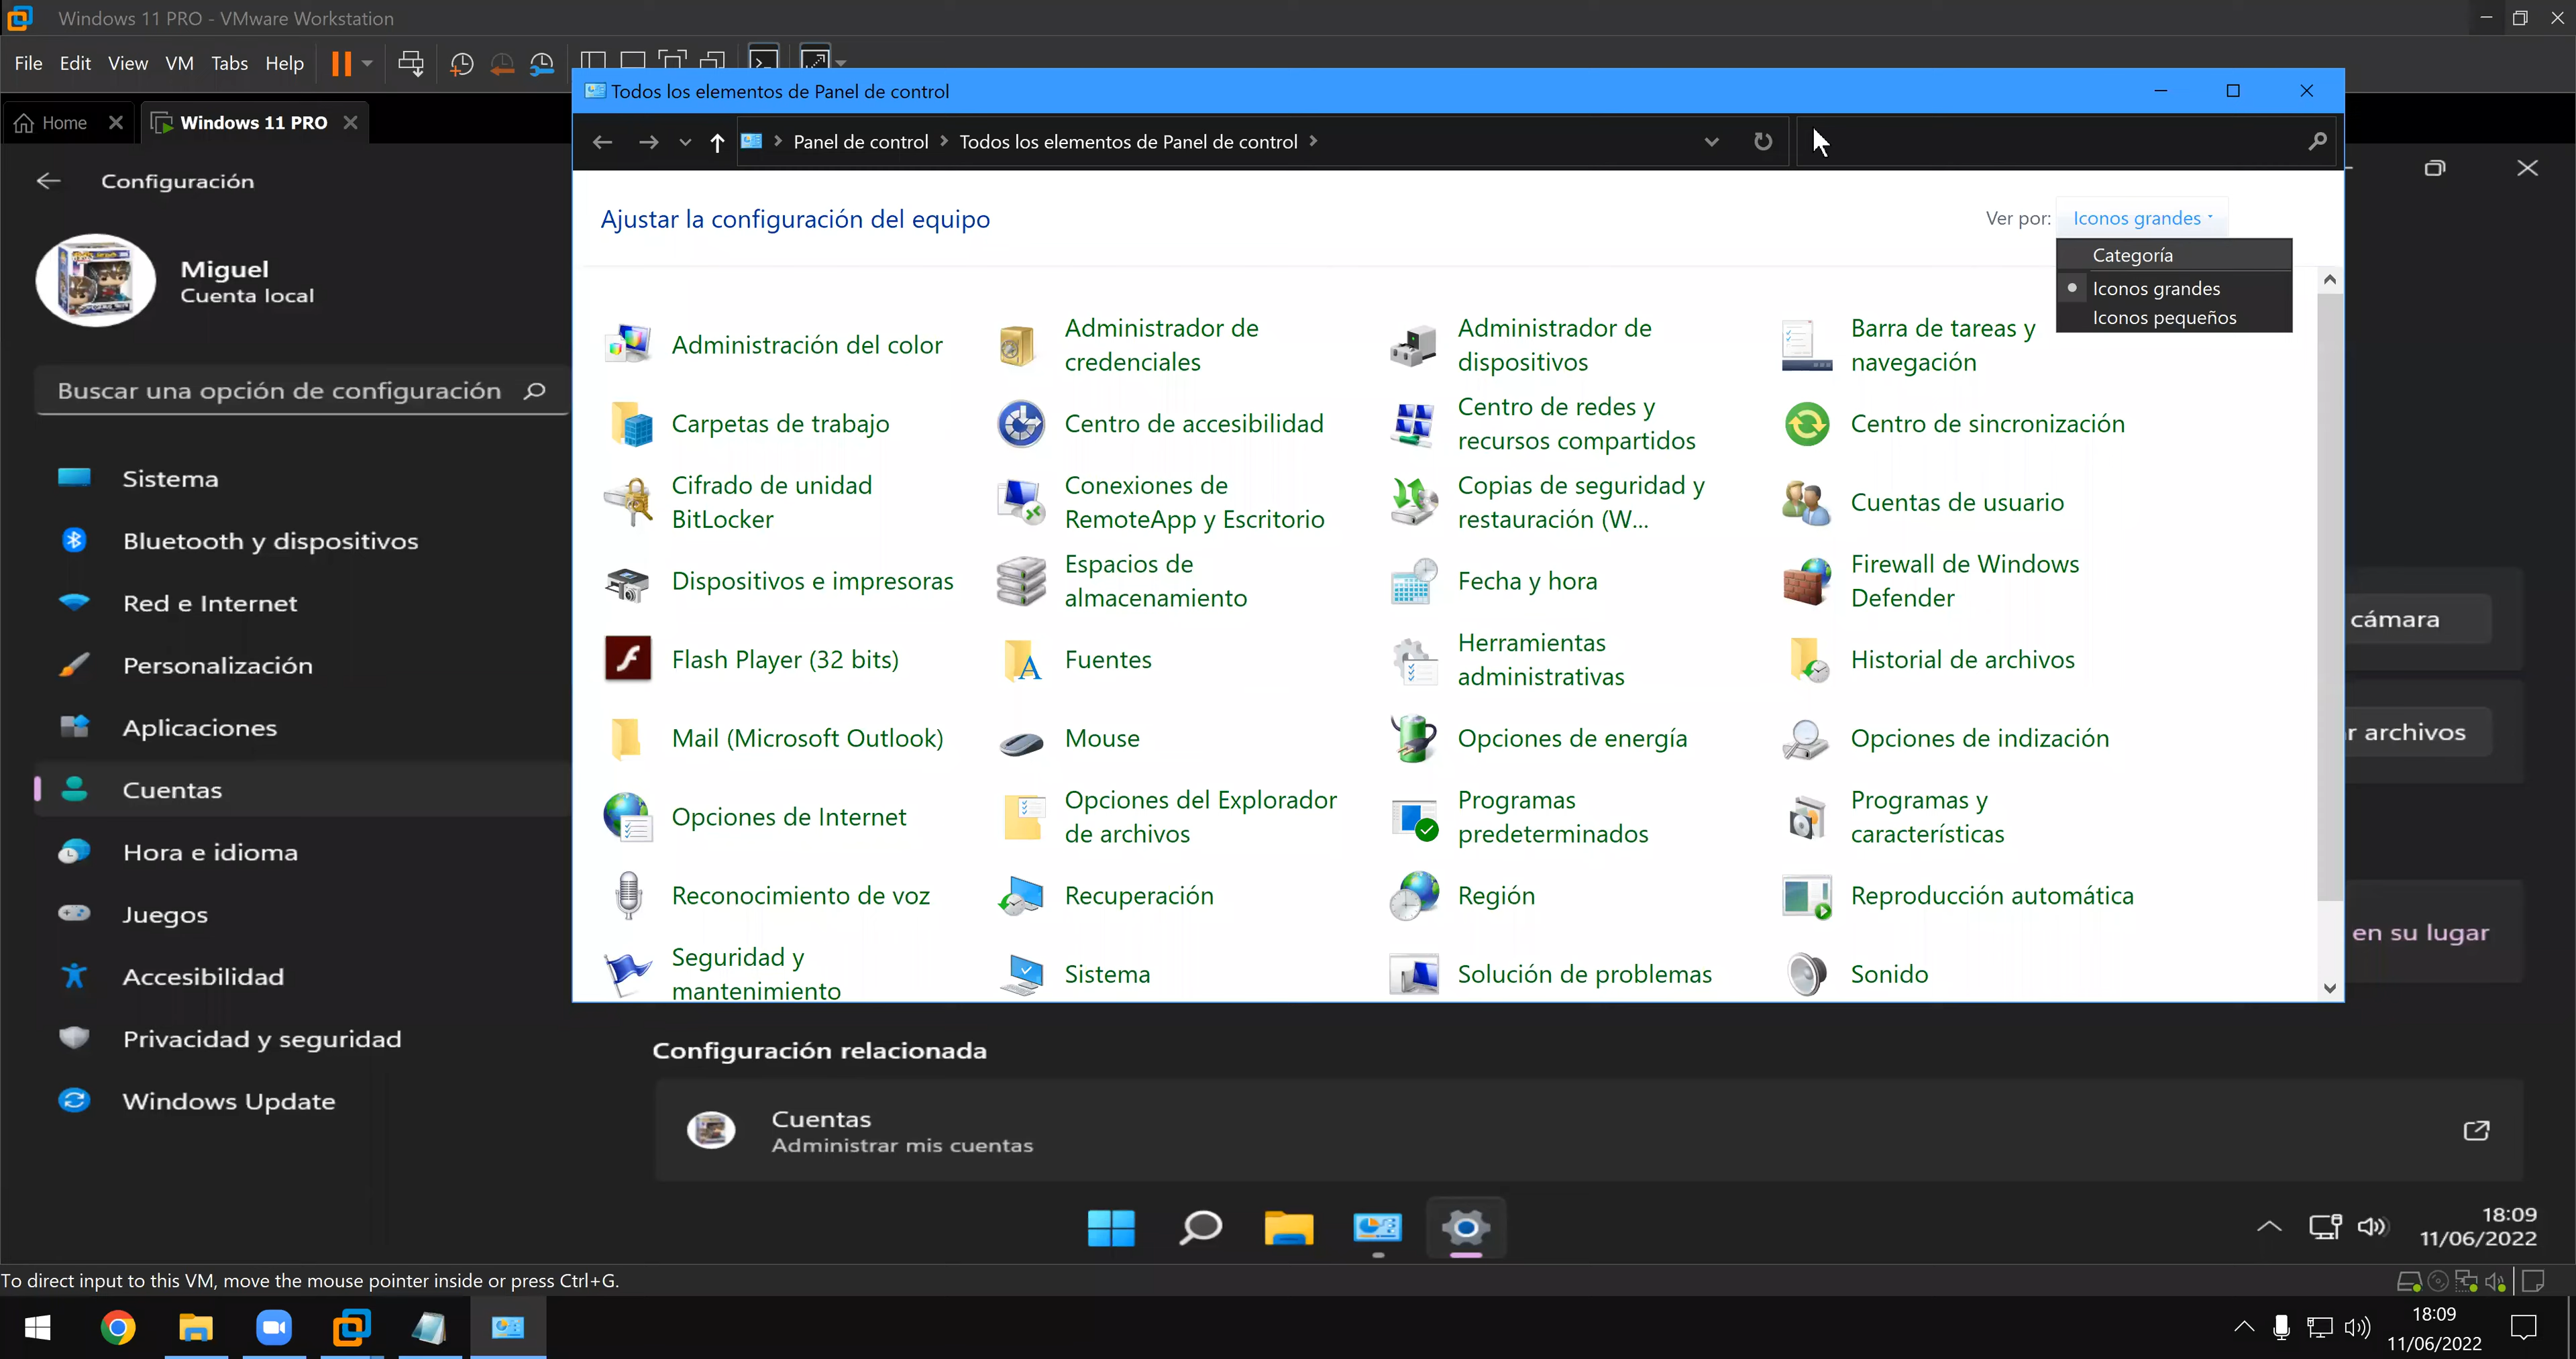 Windows 11 PRO - VMware Workstation
File Edit View VM Tabs Help
Home
Windows 11 PRO
Todos los elementos de Panel de control
Panel de control
Todos los elementos de Panel de control
Configuración
Miguel
Cuenta local
Buscar una opción de configuración
Sistema
Bluetooth y dispositivos
Red e Internet
Personalización
Aplicaciones
Cuentas
Hora e idioma
Juegos
Accesibilidad
Privacidad y seguridad
Windows Update
Ajustar la configuración del equipo
Ver por: Iconos grandes
Categoría
Iconos grandes
Iconos pequeños
Administración del color
Administrador de
credenciales
Administrador de
dispositivos
Barra de tareas y
navegación
Carpetas de trabajo
Centro de accesibilidad
Centro de redes y
recursos compartidos
Centro de sincronización
Cifrado de unidad
BitLocker
Conexiones de
RemoteApp y Escritorio
Copias de seguridad y
restauración (W...
Cuentas de usuario
Dispositivos e impresoras
Espacios de
almacenamiento
Fecha y hora
Firewall de Windows
Defender
Flash Player (32 bits)
Fuentes
Herramientas
administrativas
Historial de archivos
Mail (Microsoft Outlook)
Mouse
Opciones de energía
Opciones de indización
Opciones de Internet
Opciones del Explorador
de archivos
Programas
predeterminados
Programas y
características
Reconocimiento de voz
Recuperación
Región
Reproducción automática
Seguridad y
mantenimiento
Sistema
Solución de problemas
Sonido
cámara
r archivos
en su lugar
Configuración relacionada
Cuentas
Administrar mis cuentas
18:09
11/06/2022
To direct input to this VM, move the mouse pointer inside or press Ctrl+G.
18:09
11/06/2022